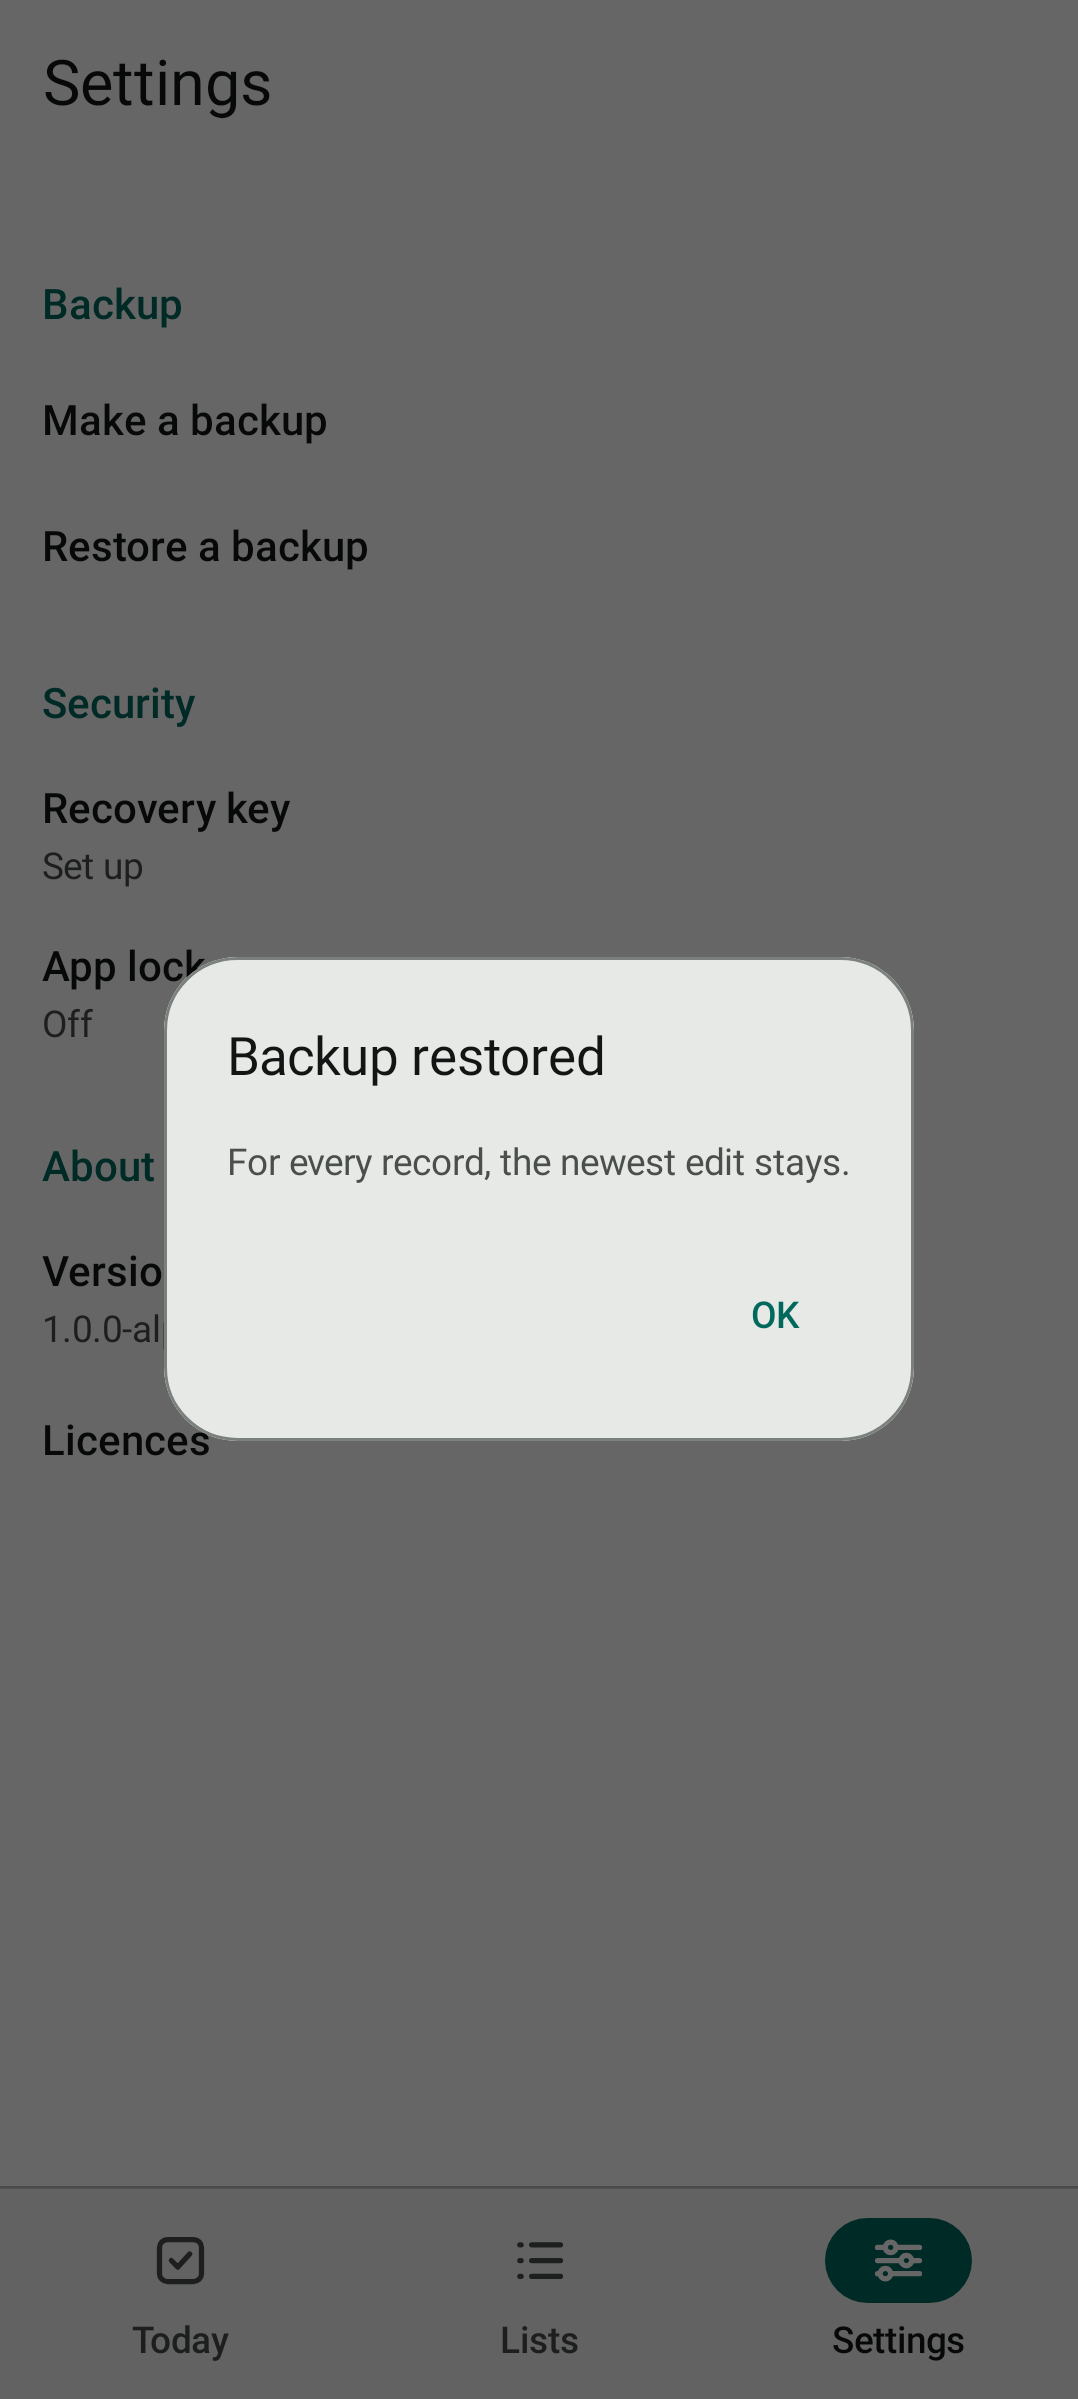 Settings
Backup
Make a backup
Restore a backup
Security
Recovery key
Set up
App lock
Off
Backup restored
For every record, the newest edit stays.
OK
About
Licences
Today
Lists
Settings